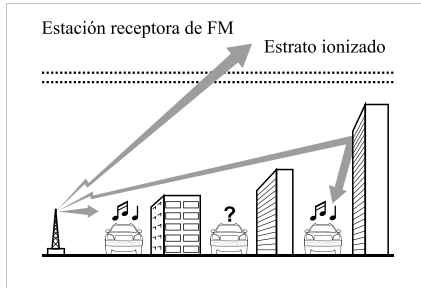 Estación receptora de FM
Estrato ionizado
?